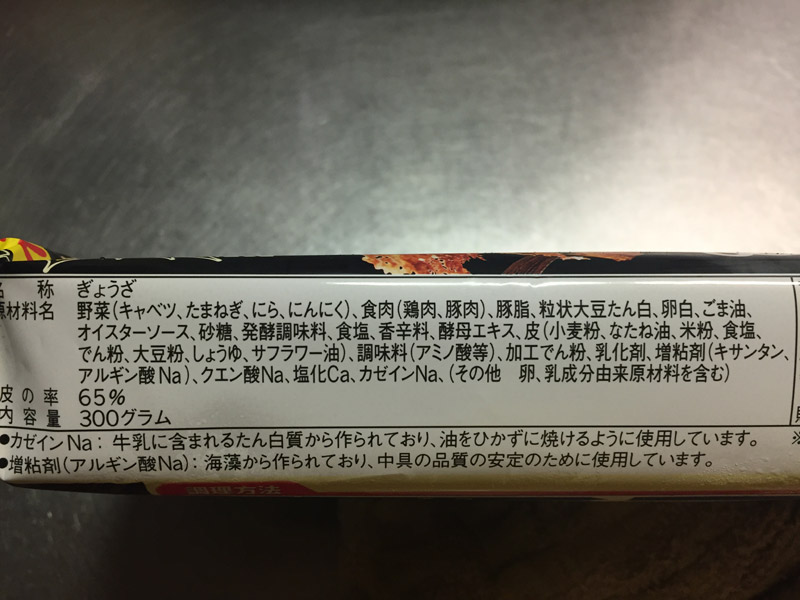 名称 ぎょうざ
原材料名 野菜(キャベツ、たまねぎ、にら、にんにく)、食肉(鶏肉、豚肉)、豚脂、粒状大豆たん白、卵白、ごま油、
オイスターソース、砂糖、発酵調味料、食塩、香辛料、酵母エキス、皮(小麦粉、なたね油、米粉、食塩、
でん粉、大豆粉、しょうゆ、サフラワー油)、調味料(アミノ酸等)、加工でん粉、乳化剤、増粘剤(キサンタン、
アルギン酸Na)、クエン酸Na、塩化Ca、カゼインNa、(その他 卵、乳成分由来原材料を含む)
皮の率 65%
内容量 300グラム
●カゼインNa:牛乳に含まれるたん白質から作られており、油をひかずに焼けるように使用しています。
※
●増粘剤(アルギン酸Na):海藻から作られており、中具の品質の安定のために使用しています。
調理方法